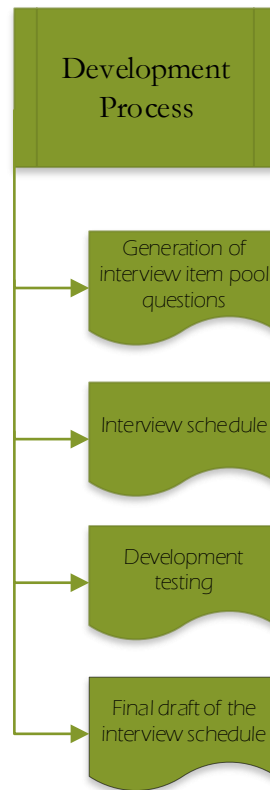 Development
Process
Generation of
interview item pool
questions
Interview schedule
Development
testing
Final draft of the
interview schedule